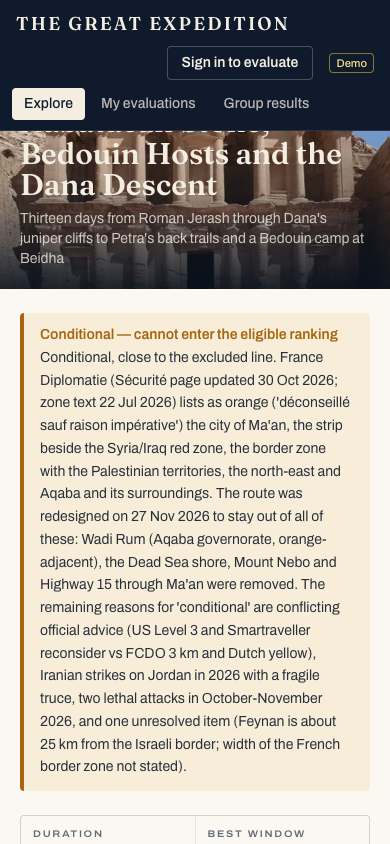 THE GREAT EXPEDITION
Sign in to evaluate
Demo
Explore
My evaluations
Group results
Bedouin Hosts and the
Dana Descent
Thirteen days from Roman Jerash through Dana's
juniper cliffs to Petra's back trails and a Bedouin camp at
Beidha
Conditional — cannot enter the eligible ranking
Conditional, close to the excluded line. France
Diplomatie (Sécurité page updated 30 Oct 2026;
zone text 22 Jul 2026) lists as orange ('déconseillé
sauf raison impérative') the city of Ma'an, the strip
beside the Syria/Iraq red zone, the border zone
with the Palestinian territories, the north-east and
Aqaba and its surroundings. The route was
redesigned on 27 Nov 2026 to stay out of all of
these: Wadi Rum (Aqaba governorate, orange-
adjacent), the Dead Sea shore, Mount Nebo and
Highway 15 through Ma'an were removed. The
remaining reasons for 'conditional' are conflicting
official advice (US Level 3 and Smartraveller
reconsider vs FCDO 3 km and Dutch yellow),
Iranian strikes on Jordan in 2026 with a fragile
truce, two lethal attacks in October-November
2026, and one unresolved item (Feynan is about
25 km from the Israeli border; width of the French
border zone not stated).
DURATION
BEST WINDOW